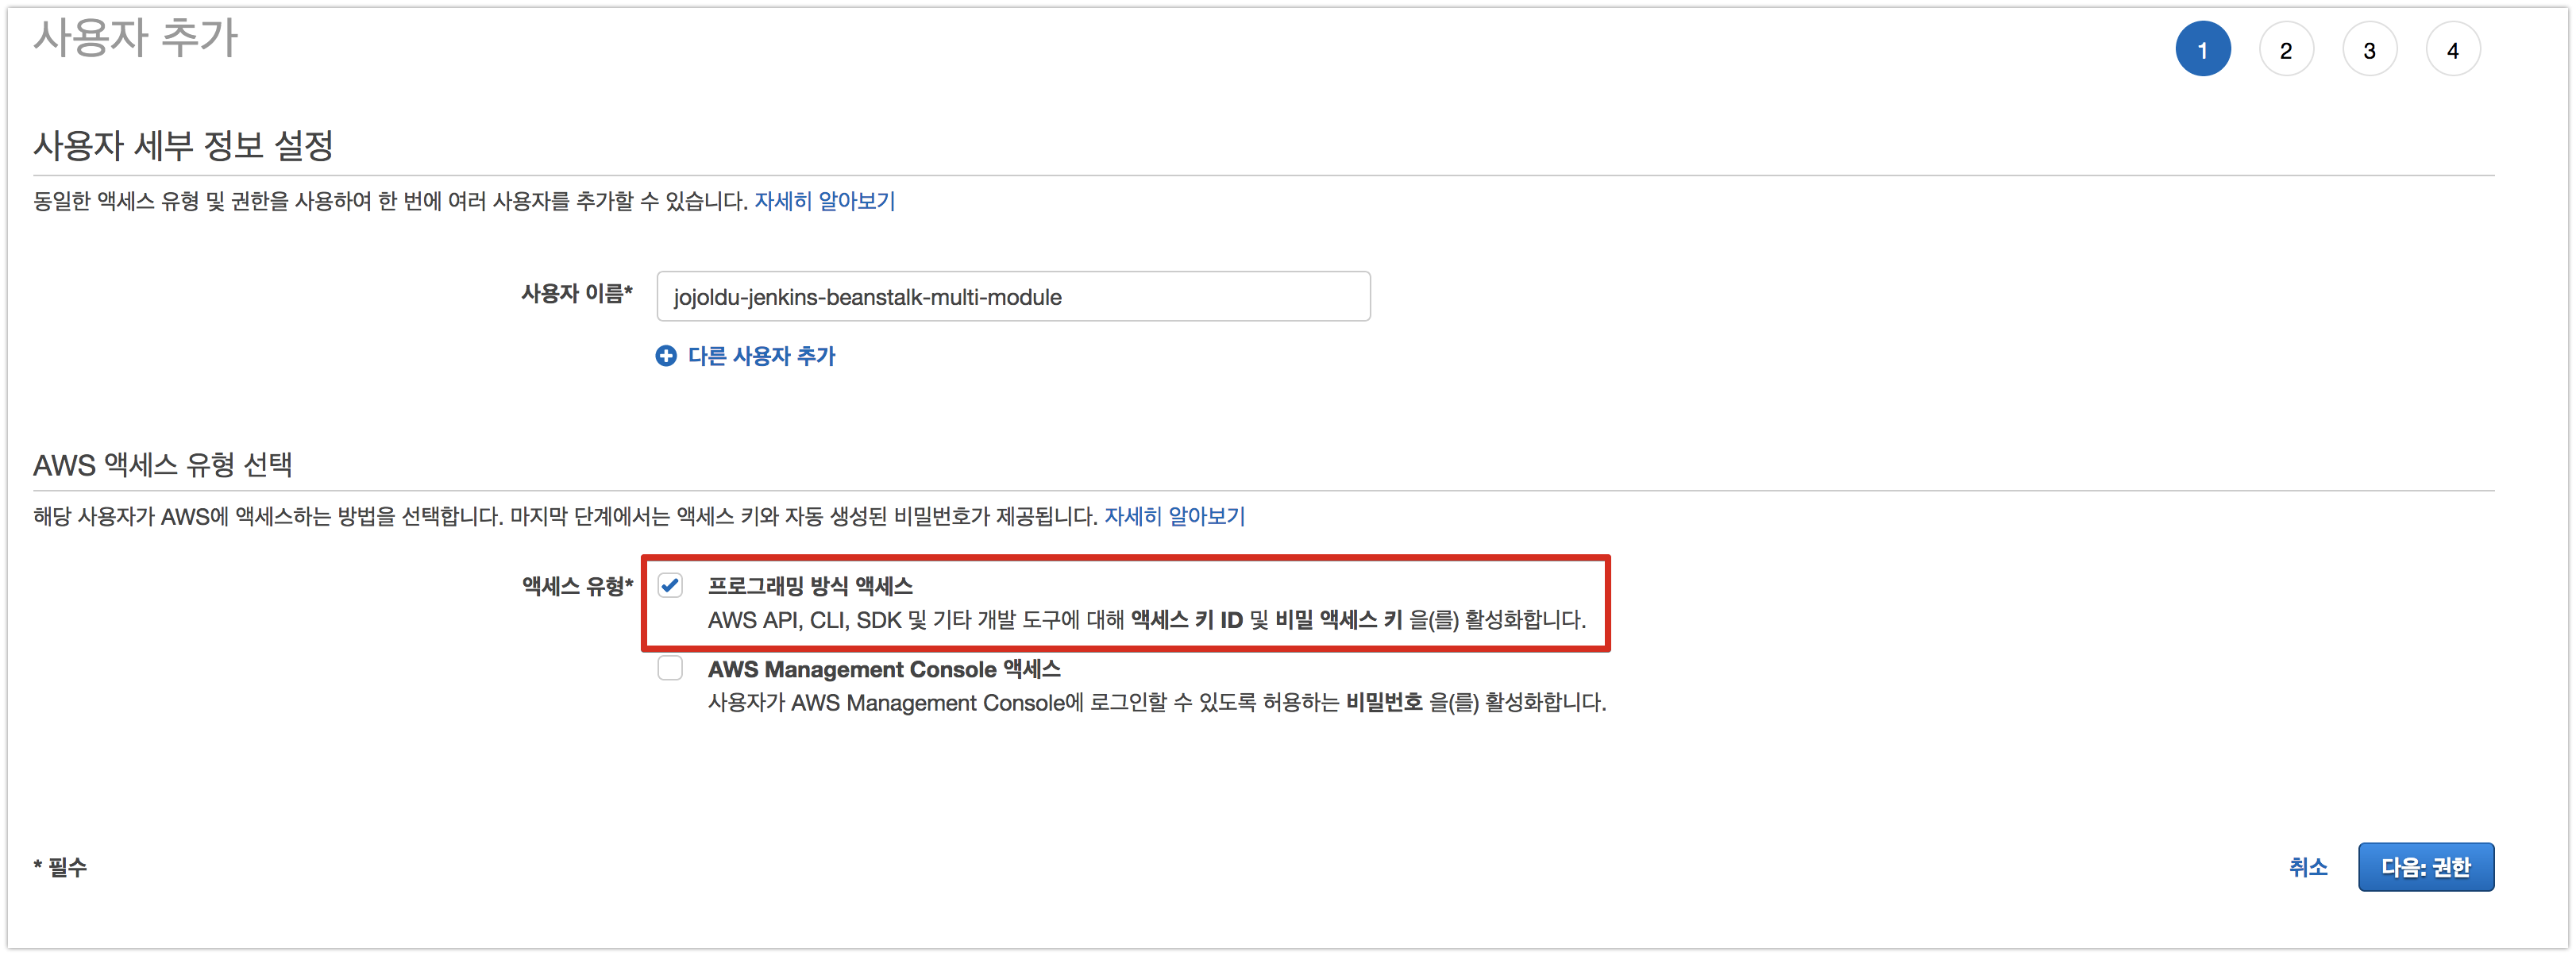 사용자 추가
1 2 3 4
사용자 세부 정보 설정
동일한 액세스 유형 및 권한을 사용하여 한 번에 여러 사용자를 추가할 수 있습니다. 자세히 알아보기
사용자 이름* jojoldu-jenkins-beanstalk-multi-module
다른 사용자 추가
AWS 액세스 유형 선택
해당 사용자가 AWS에 액세스하는 방법을 선택합니다. 마지막 단계에서는 액세스 키와 자동 생성된 비밀번호가 제공됩니다. 자세히 알아보기
액세스 유형* 프로그래밍 방식 액세스
AWS API, CLI, SDK 및 기타 개발 도구에 대해 액세스 키 ID 및 비밀 액세스 키 을(를) 활성화합니다.
AWS Management Console 액세스
사용자가 AWS Management Console에 로그인할 수 있도록 허용하는 비밀번호 을(를) 활성화합니다.
* 필수 취소 다음: 권한